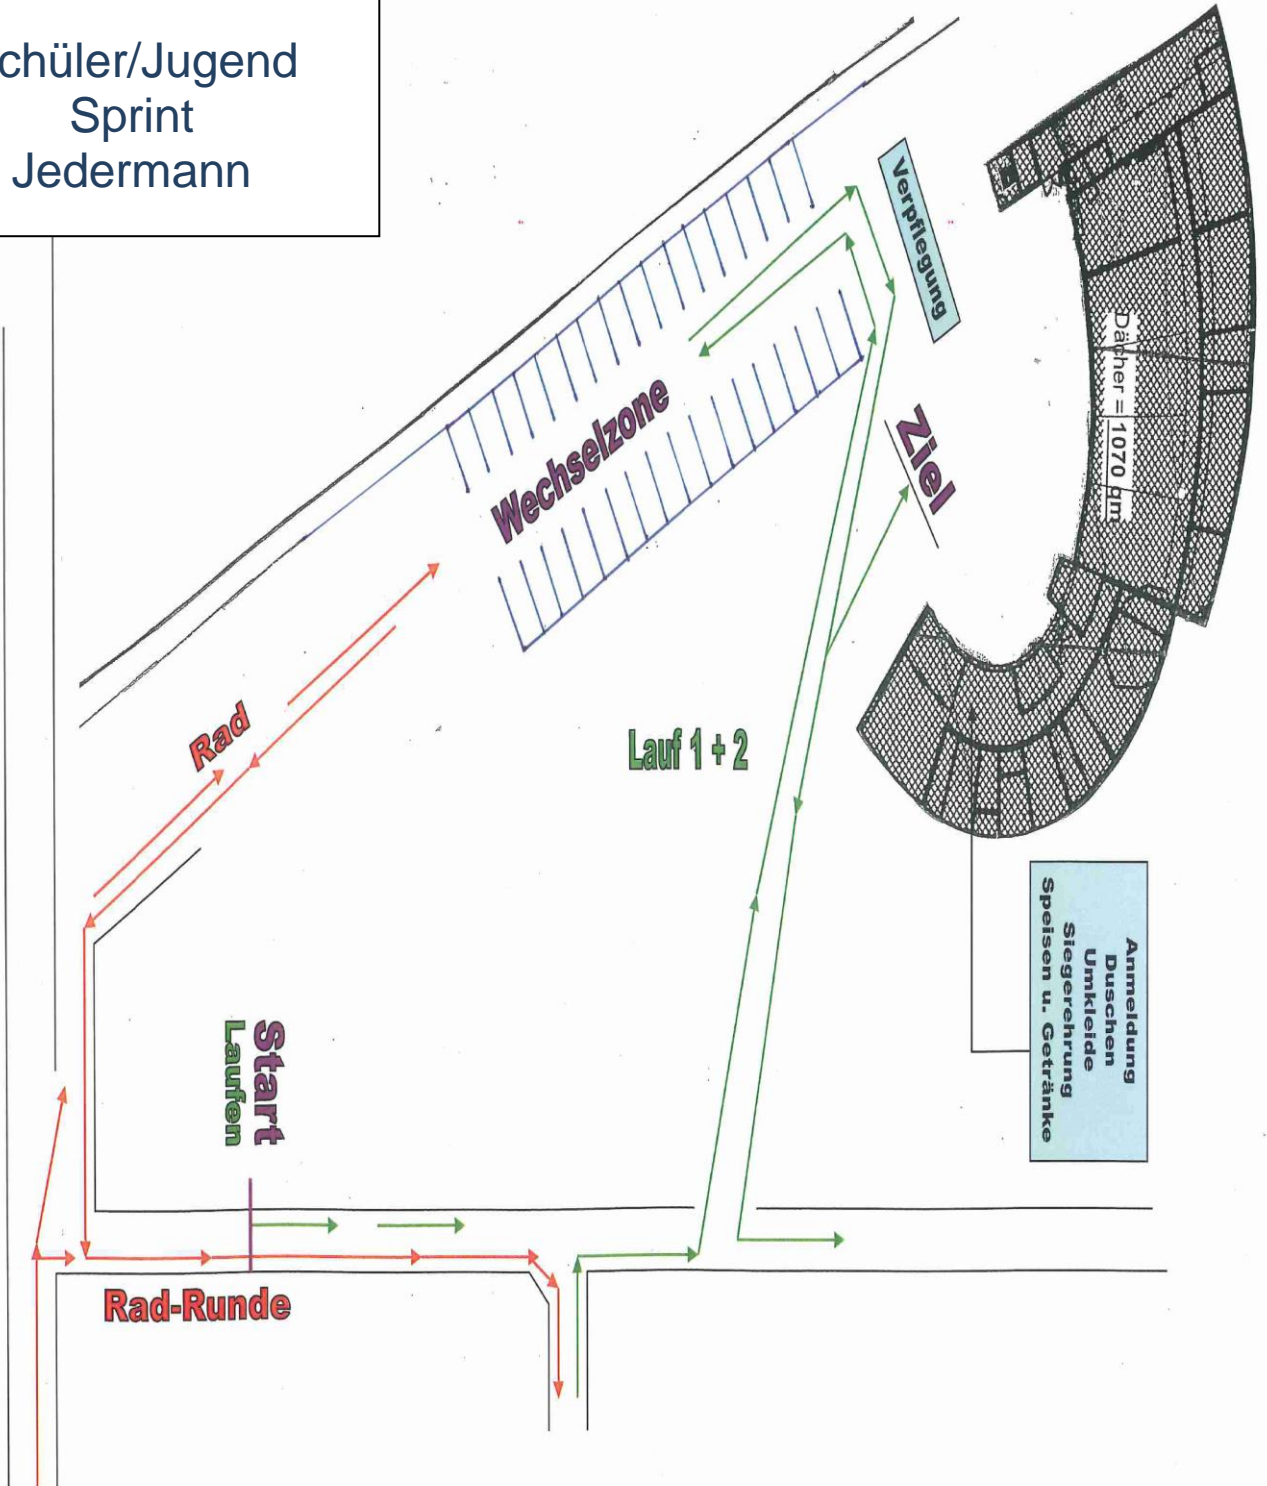 chüler/Jugend
Sprint
Jedermann
Verpflegung
Dächer = 1070 qm
Wechselzone
Ziel
Rad
Lauf 1 + 2
Anmeldung
Duschen
Umkleide
Siegerehrung
Speisen u. Getränke
Start
Laufen
Rad-Runde